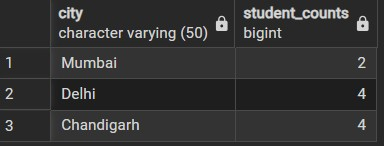 city student_counts
character varying (50) bigint
1 Mumbai 2
2 Delhi 4
3 Chandigarh 4